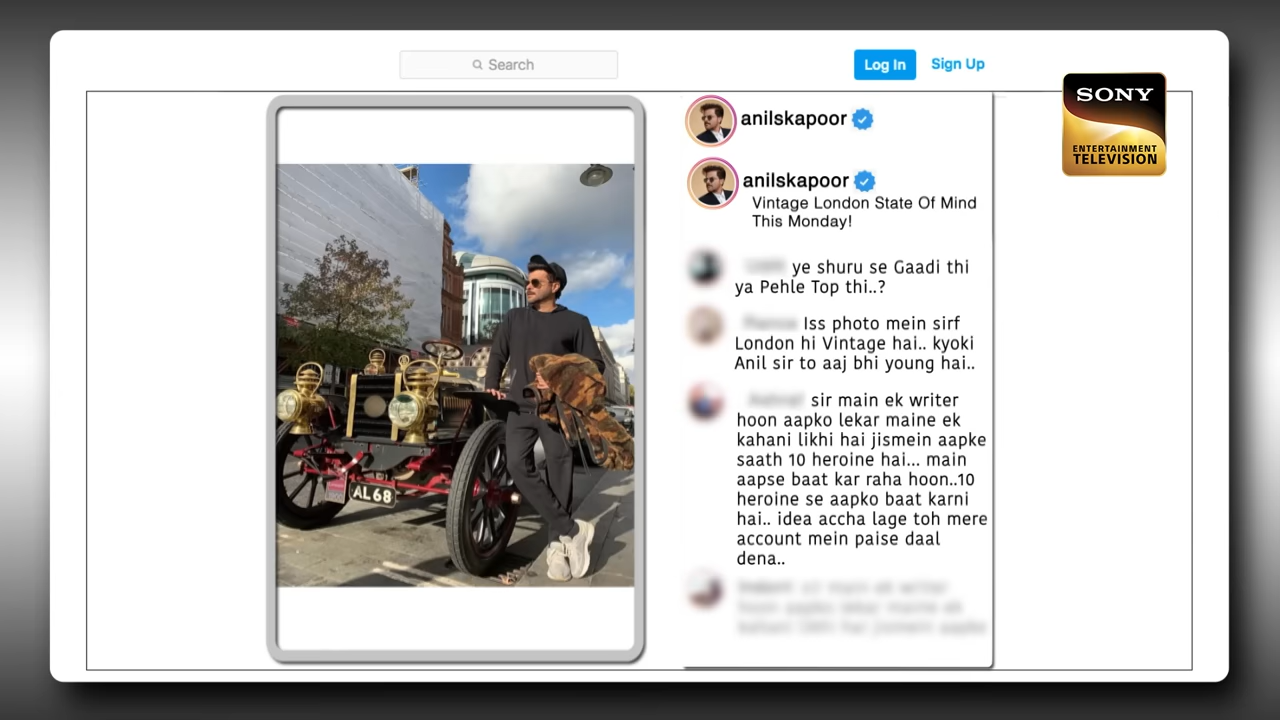 Search
Log In
Sign Up
SONY
ENTERTAINMENT
TELEVISION
anilskapoor
anilskapoor
Vintage London State Of Mind
This Monday!
ye shuru se Gaadi thi
ya Pehle Top thi..?
Iss photo mein sirf
London hi Vintage hai.. kyoki
Anil sir to aaj bhi young hai..
sir main ek writer
hoon aapko lekar maine ek
kahani likhi hai jismein aapke
saath 10 heroine hai... main
aapse baat kar raha hoon..10
heroine se aapko baat karni
hai.. idea accha lage toh mere
account mein paise daal
dena..
AL 68